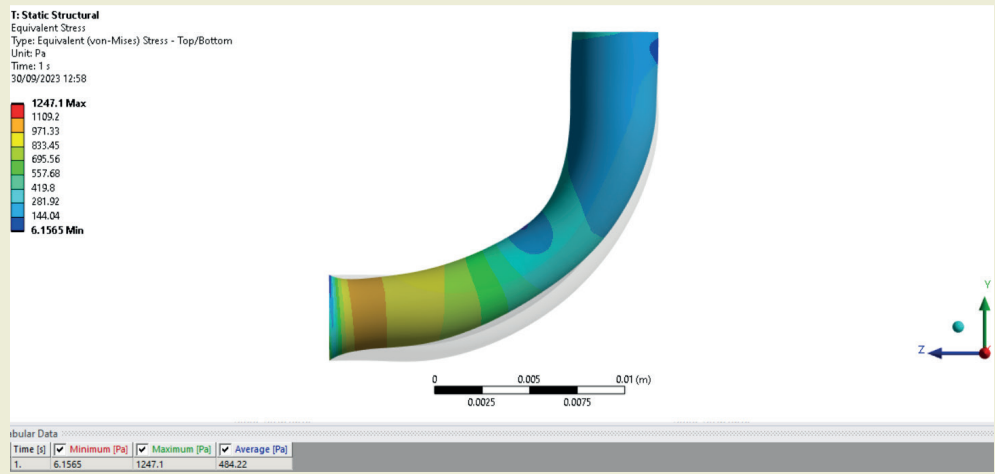 T: Static Structural
Equivalent Stress
Type: Equivalent (von-Mises) Stress - Top/Bottom
Unit: Pa
Time: 1 s
30/09/2023 12:58
1247.1 Max
1109.2
971.33
833.45
695.56
557.68
419.8
281.92
144.04
6.1565 Min
Y
Z
0 0.005 0.01 (m)
0.0025 0.0075
bular Data
Time [s] Minimum [Pa] Maximum [Pa] Average [Pa]
1. 6.1565 1247.1 484.22